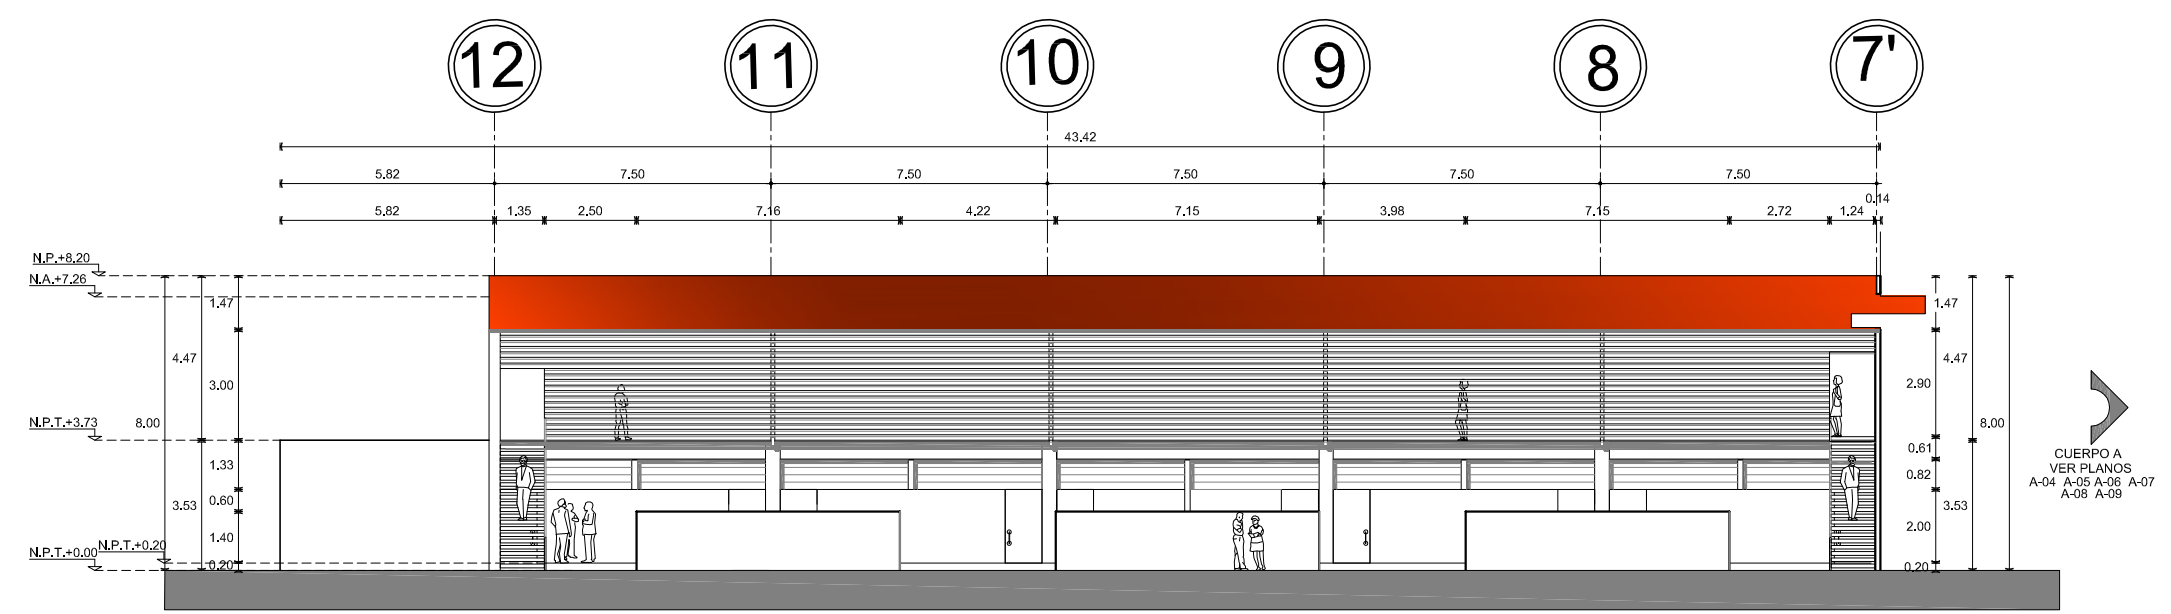 12 11 10 9 8 7'
43.42
5.82 7.50 7.50 7.50 7.50 7.50
0.14
5.82 1.35 2.50 7.16 4.22 7.15 3.98 7.15 2.72 1.24
N.P.+8.20
N.A.+7.26
1.47 1.47
4.47 4.47
3.00 2.90
N.P.T.+3.73
8.00 8.00
0.61
1.33
0.82
0.60
3.53 3.53
2.00
1.40
N.P.T.+0.20
N.P.T.+0.00
0.20 0.20
CUERPO A
VER PLANOS
A-04 A-05 A-06 A-07
A-08 A-09